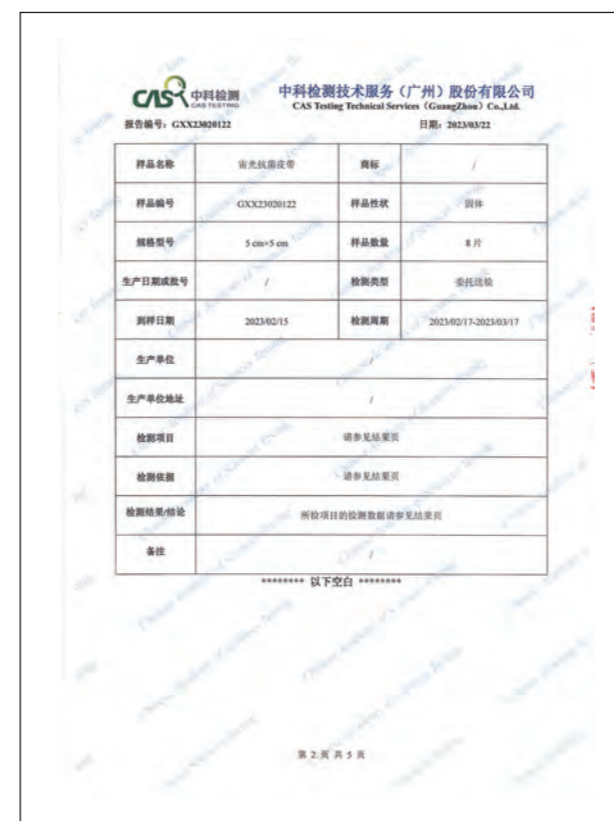 CAS 中科检测
CAS TESTING
中科检测技术服务（广州）股份有限公司
CAS Testing Technical Services (GuangZhou) Co.,Ltd.
报告编号：GXX23020122 日期：2023/03/22
样品名称 宙光抗菌皮带 商标 /
样品编号 GXX23020122 样品性状 固体
规格型号 5 cm×5 cm 样品数量 8 片
生产日期或批号 / 检测类型 委托送检
到样日期 2023/02/15 检测周期 2023/02/17-2023/03/17
生产单位 /
生产单位地址 /
检测项目 请参见结果页
检测依据 请参见结果页
检测结果/结论 所检项目的检测数据请参见结果页
备注 /
******** 以下空白 ********
第 2 页 共 5 页